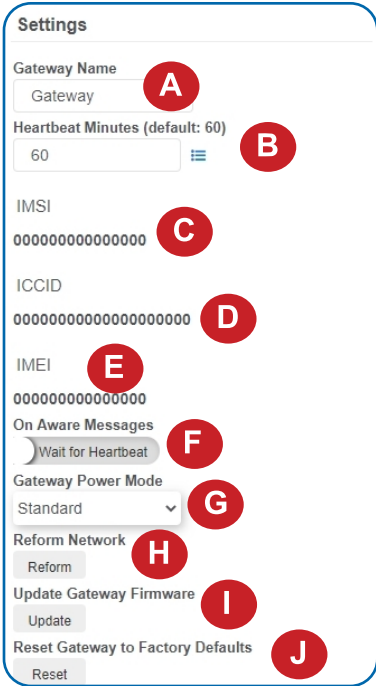 Settings
Gateway Name
A
Gateway
Heartbeat Minutes (default: 60)
B
60
IMSI
C
000000000000000
ICCID
D
00000000000000000000
IMEI
E
000000000000000
On Aware Messages
F
Wait for Heartbeat
Gateway Power Mode
G
Standard
Reform Network
H
Reform
Update Gateway Firmware
I
Update
Reset Gateway to Factory Defaults
J
Reset